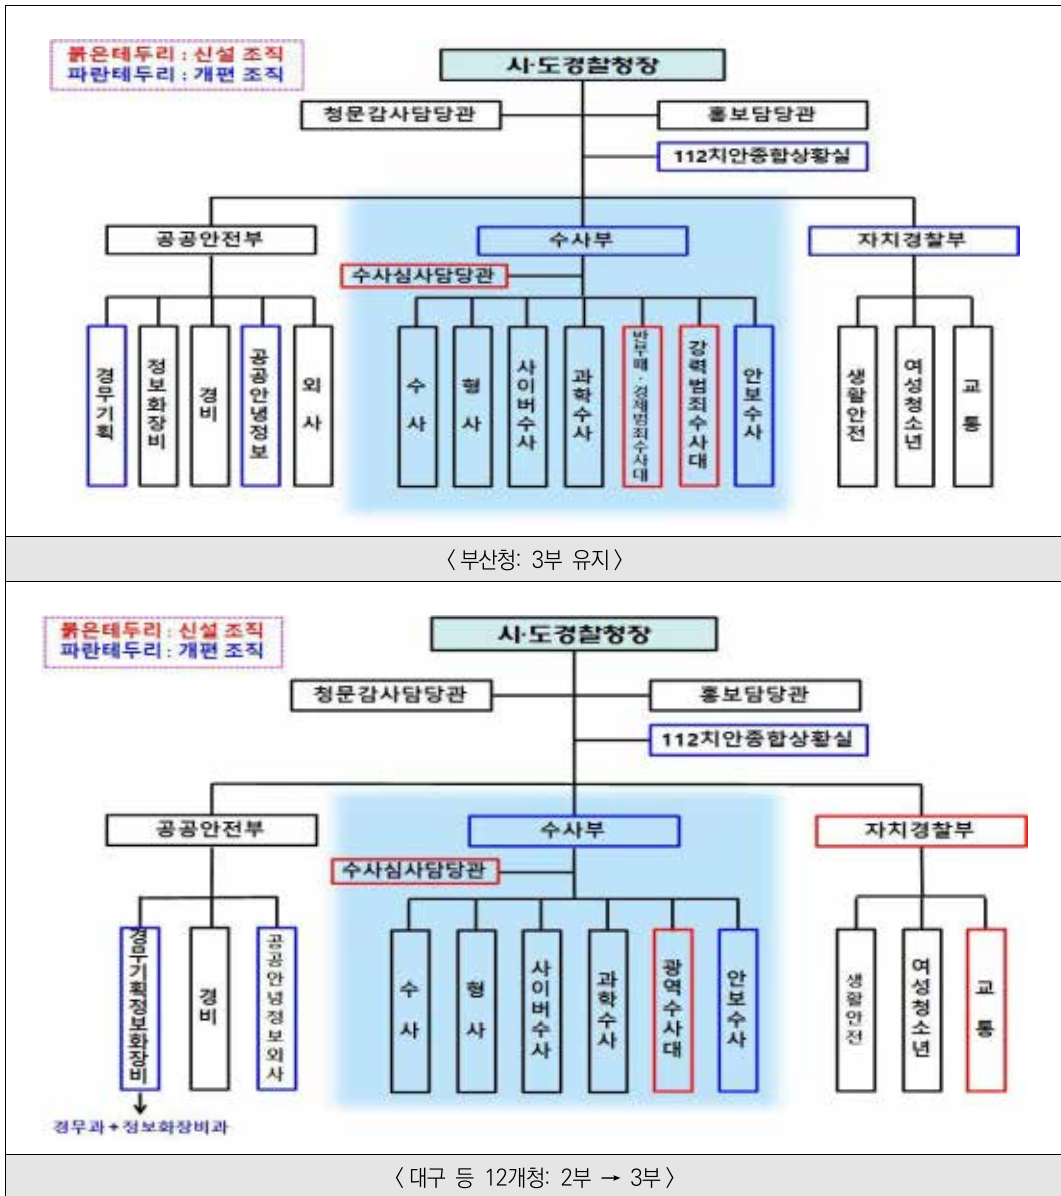 붉은테두리 : 신설 조직
파란테두리 : 개편 조직
시·도경찰청장
청문감사담당관
홍보담당관
112치안종합상황실
공공안전부
수사부
자치경찰부
수사심사담당관
경무기획
정보화장비
경비
공공안녕정보
외사
수사
형사
사이버수사
과학수사
반부패·경제범죄수사대
강력범죄수사대
안보수사
생활안전
여성청소년
교통
〈 부산청: 3부 유지 〉
붉은테두리 : 신설 조직
파란테두리 : 개편 조직
시·도경찰청장
청문감사담당관
홍보담당관
112치안종합상황실
공공안전부
수사부
자치경찰부
수사심사담당관
경무기획정보화장비
경비
공공안녕정보외사
수사
형사
사이버수사
과학수사
광역수사대
안보수사
생활안전
여성청소년
교통
경무과+정보화장비과
〈 대구 등 12개청: 2부 → 3부 〉